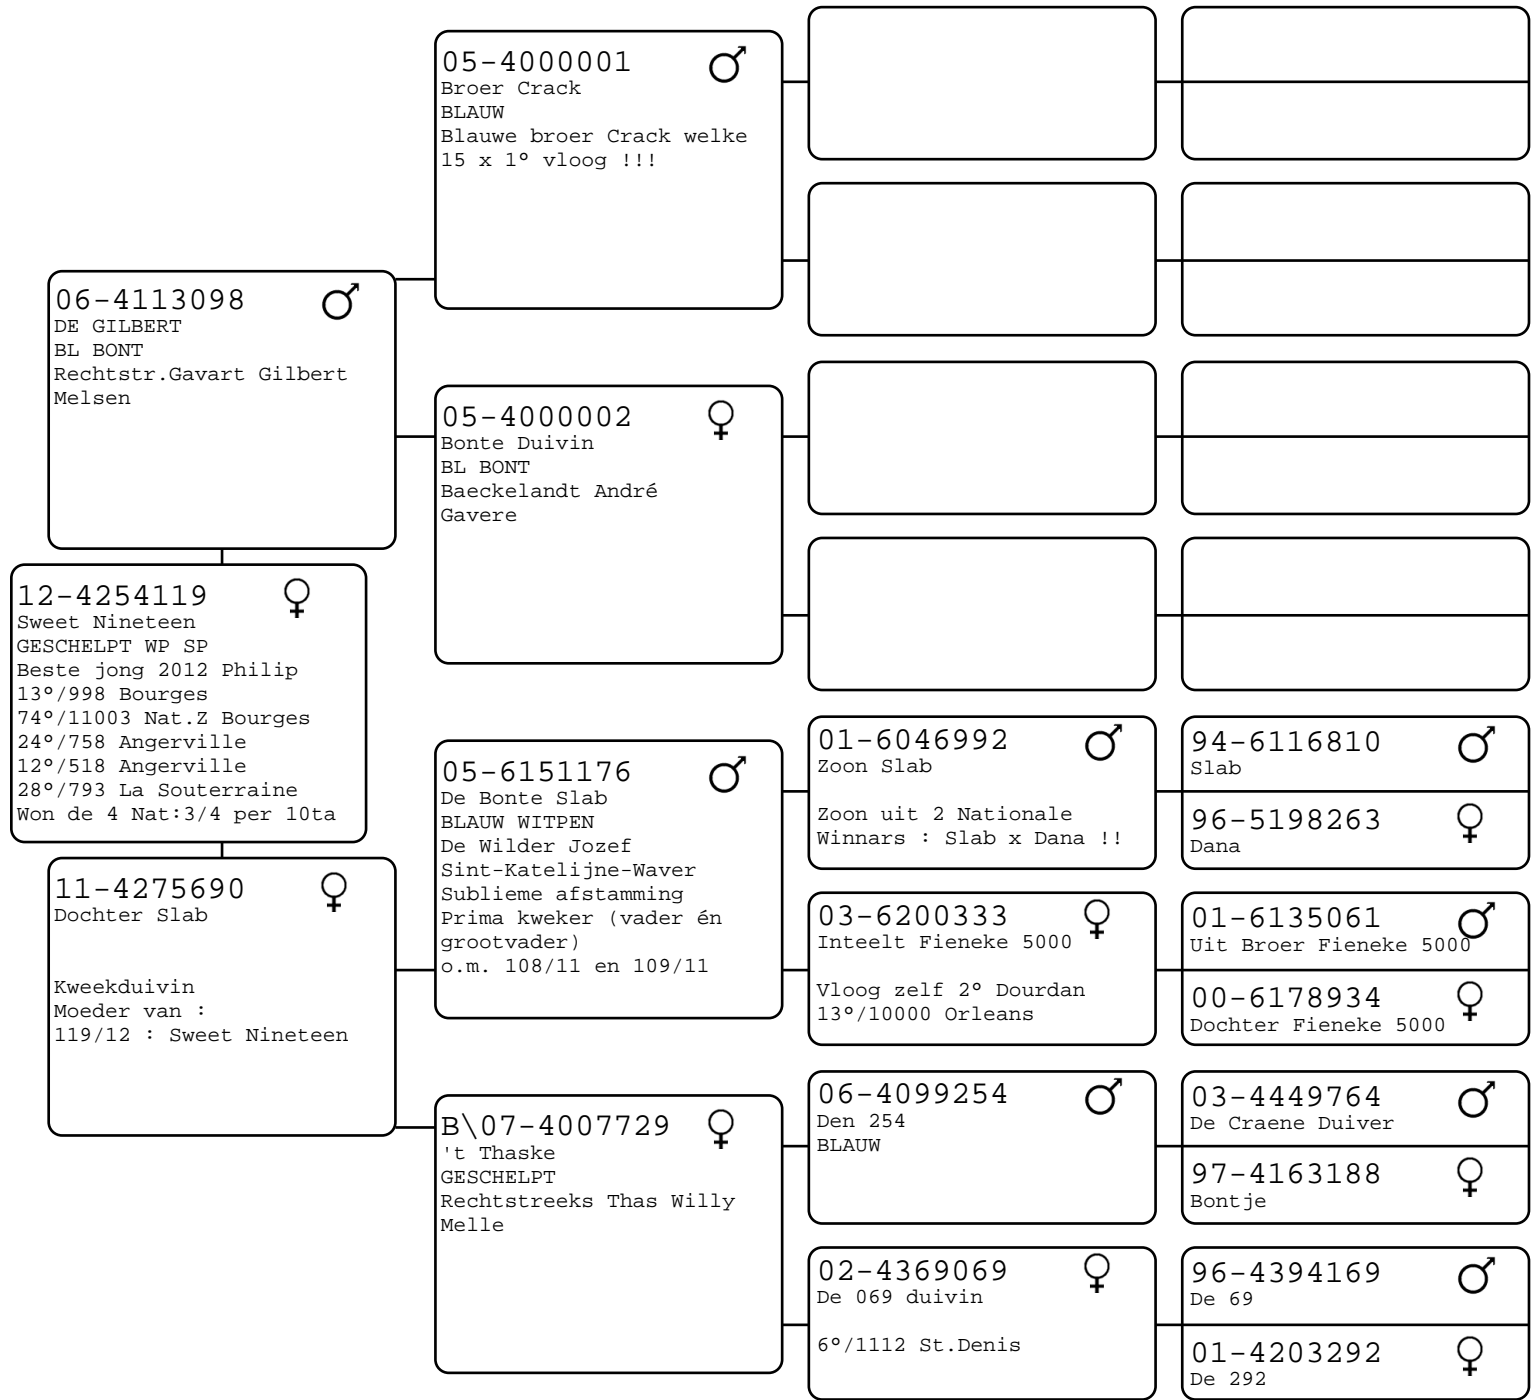 05-4000001
Broer Crack
BLAUW
Blauwe broer Crack welke
15 x 1° vloog !!!
06-4113098
DE GILBERT
BL BONT
Rechtstr.Gavart Gilbert
Melsen
05-4000002
Bonte Duivin
BL BONT
Baeckelandt André
Gavere
12-4254119
Sweet Nineteen
GESCHELPT WP SP
Beste jong 2012 Philip
13°/998 Bourges
74°/11003 Nat.Z Bourges
24°/758 Angerville
12°/518 Angerville
28°/793 La Souterraine
Won de 4 Nat:3/4 per 10ta
11-4275690
Dochter Slab
Kweekduivin
Moeder van :
119/12 : Sweet Nineteen
05-6151176
De Bonte Slab
BLAUW WITPEN
De Wilder Jozef
Sint-Katelijne-Waver
Sublieme afstamming
Prima kweker (vader én
grootvader)
o.m. 108/11 en 109/11
B\07-4007729
't Thaske
GESCHELPT
Rechtstreeks Thas Willy
Melle
01-6046992
Zoon Slab
Zoon uit 2 Nationale
Winnars : Slab x Dana !!
03-6200333
Inteelt Fieneke 5000
Vloog zelf 2° Dourdan
13°/10000 Orleans
06-4099254
Den 254
BLAUW
02-4369069
De 069 duivin
6°/1112 St.Denis
94-6116810
Slab
96-5198263
Dana
01-6135061
Uit Broer Fieneke 5000
00-6178934
Dochter Fieneke 5000
03-4449764
De Craene Duiver
97-4163188
Bontje
96-4394169
De 69
01-4203292
De 292